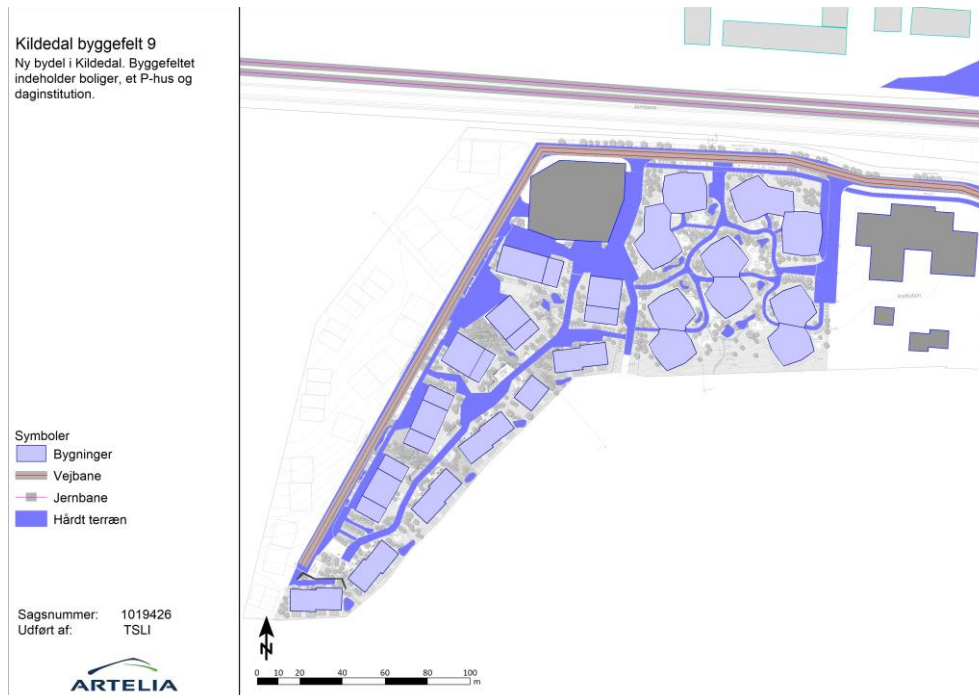 Kildedal byggefelt 9
Ny bydel i Kildedal. Byggefeltet
indeholder boliger, et P-hus og
daginstitution.
Jernbane
Institution
Symboler
Bygninger
Vejbane
Jernbane
Hårdt terræn
Sagsnummer: 1019426
Udført af: TSLI
ARTELIA
N
0 10 20 40 60 80 100
m